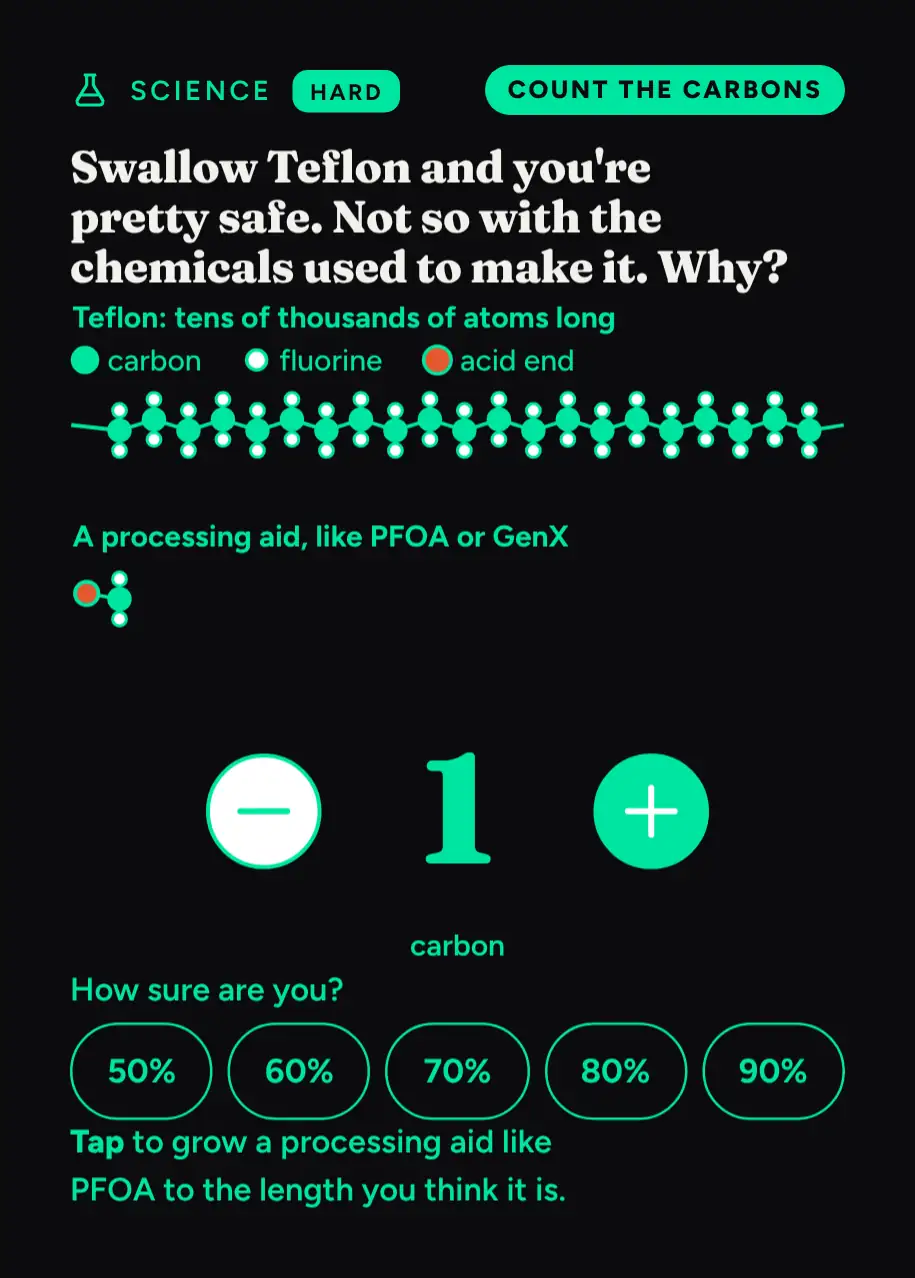 SCIENCE HARD COUNT THE CARBONS
Swallow Teflon and you're
pretty safe. Not so with the
chemicals used to make it. Why?
Teflon: tens of thousands of atoms long
carbon fluorine acid end
A processing aid, like PFOA or GenX
1
carbon
How sure are you?
50% 60% 70% 80% 90%
Tap to grow a processing aid like
PFOA to the length you think it is.